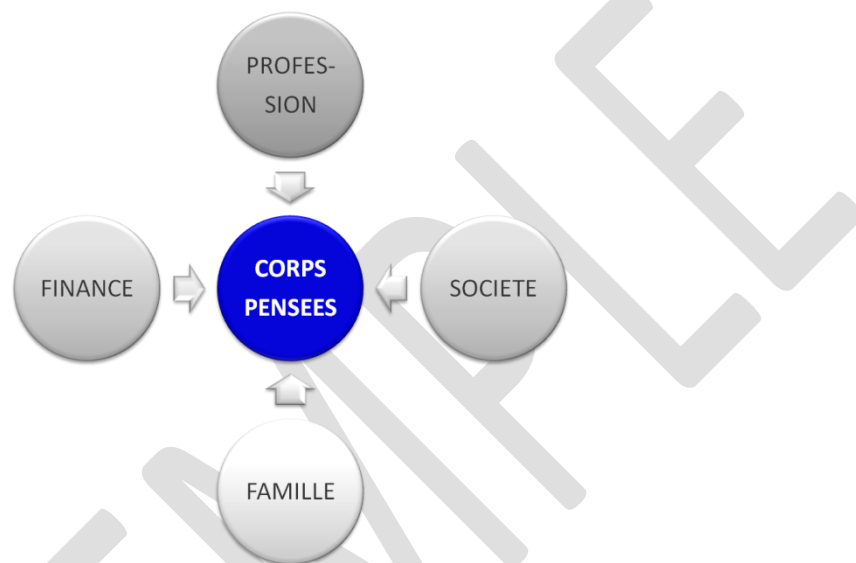 PROFES-
SION
FINANCE
CORPS
PENSEES
SOCIETE
FAMILLE